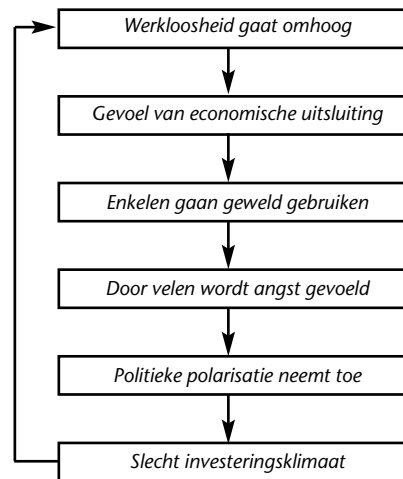 Werkloosheid gaat omhoog
Gevoel van economische uitsluiting
Enkelen gaan geweld gebruiken
Door velen wordt angst gevoeld
Politieke polarisatie neemt toe
Slecht investeringsklimaat